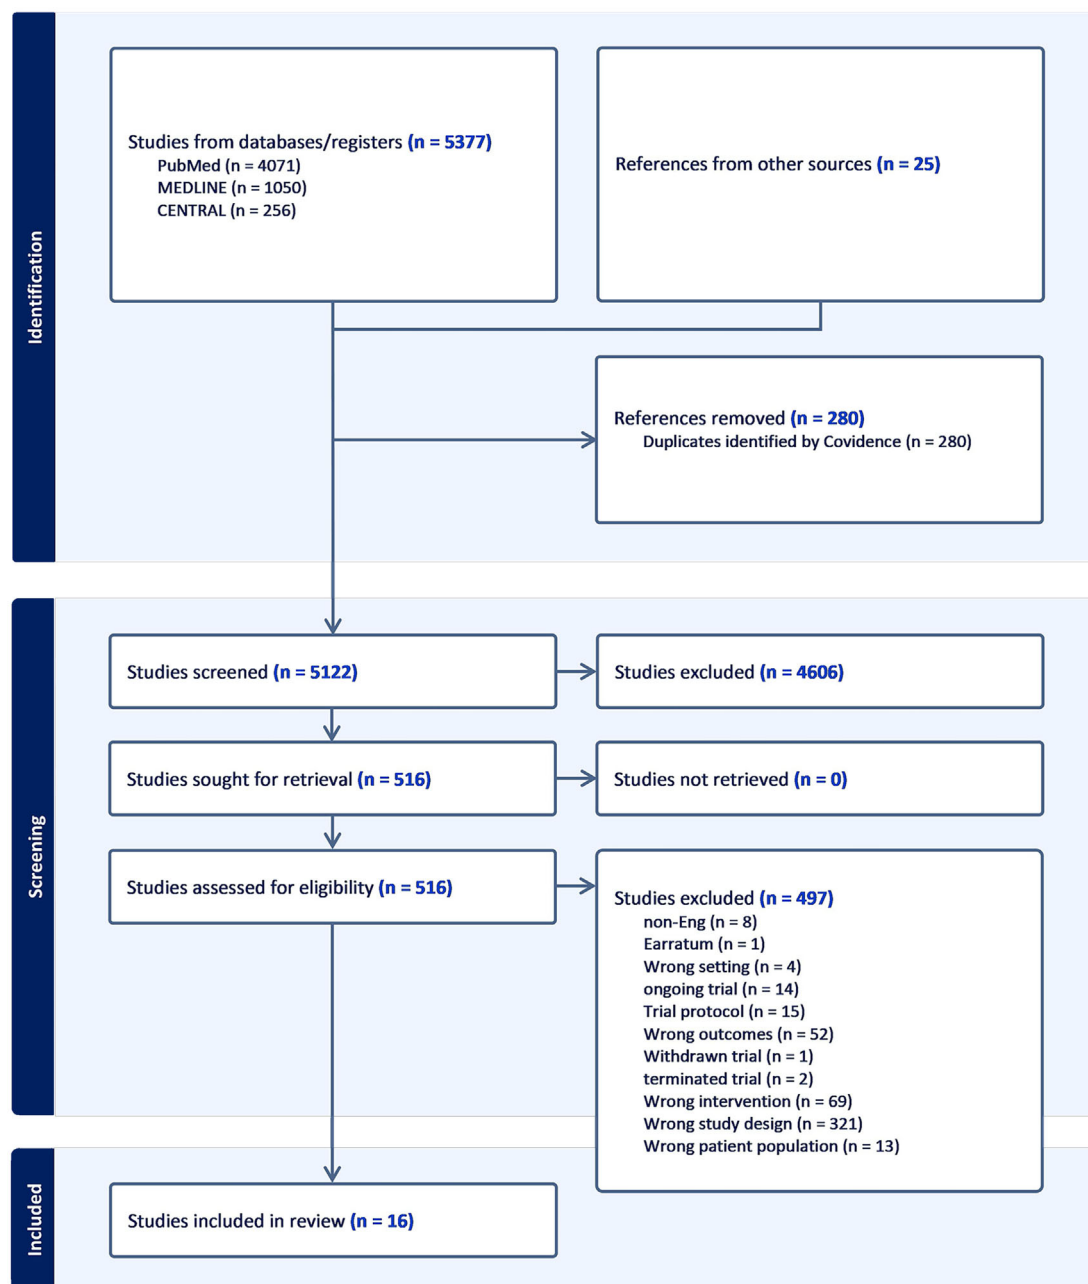 Identification
Studies from databases/registers (n = 5377)
PubMed (n = 4071)
MEDLINE (n = 1050)
CENTRAL (n = 256)
References from other sources (n = 25)
References removed (n = 280)
Duplicates identified by Covidence (n = 280)
Screening
Studies screened (n = 5122)
Studies excluded (n = 4606)
Studies sought for retrieval (n = 516)
Studies not retrieved (n = 0)
Studies assessed for eligibility (n = 516)
Studies excluded (n = 497)
non-Eng (n = 8)
Earratum (n = 1)
Wrong setting (n = 4)
ongoing trial (n = 14)
Trial protocol (n = 15)
Wrong outcomes (n = 52)
Withdrawn trial (n = 1)
terminated trial (n = 2)
Wrong intervention (n = 69)
Wrong study design (n = 321)
Wrong patient population (n = 13)
Included
Studies included in review (n = 16)